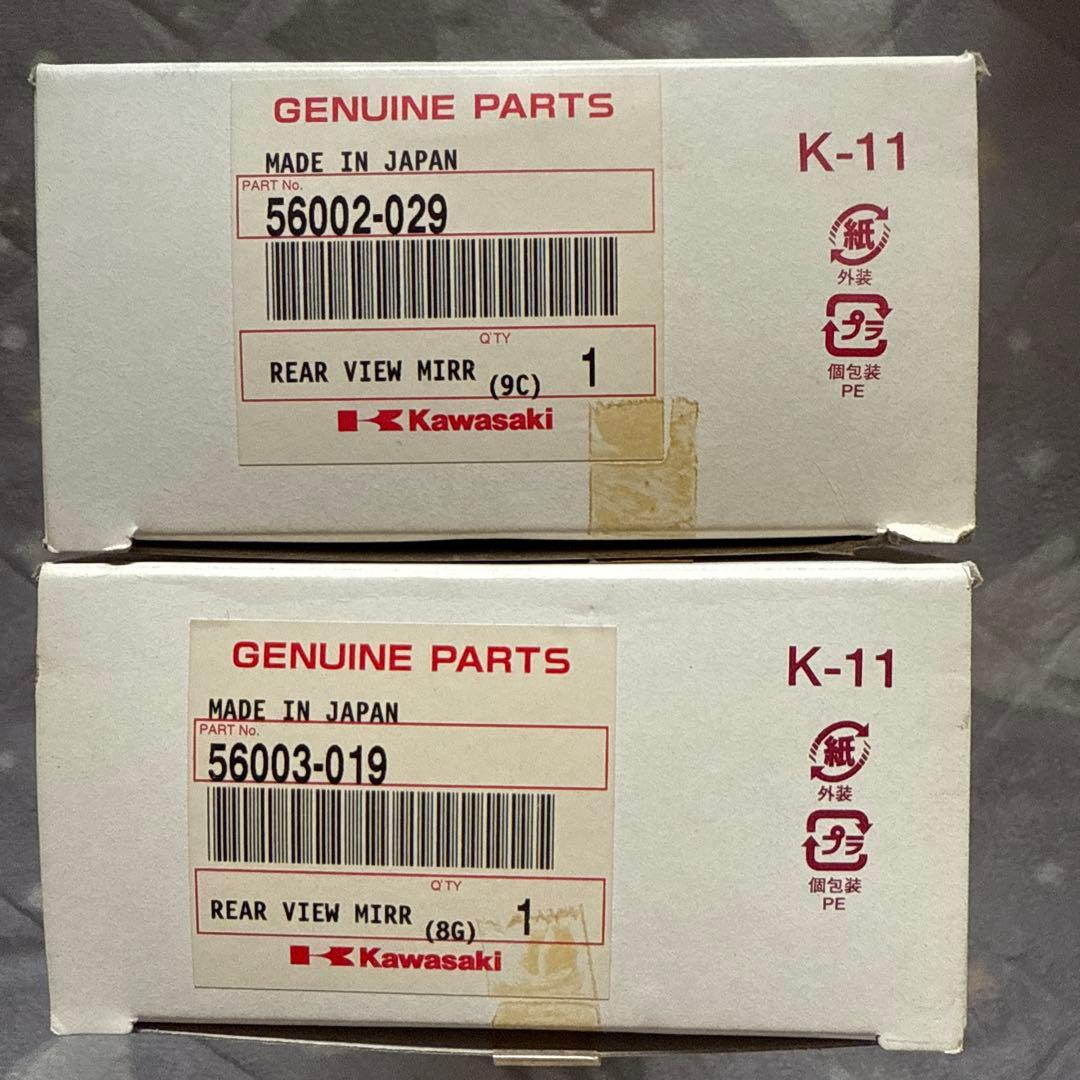 GENUINE PARTS
MADE IN JAPAN
PART No.
56002-029
Q'TY
REAR VIEW MIRR (9C) 1
Kawasaki
K-11
紙
外装
プラ
個包装
PE
GENUINE PARTS
MADE IN JAPAN
PART No.
56003-019
Q'TY
REAR VIEW MIRR (8G) 1
Kawasaki
K-11
紙
外装
プラ
個包装
PE